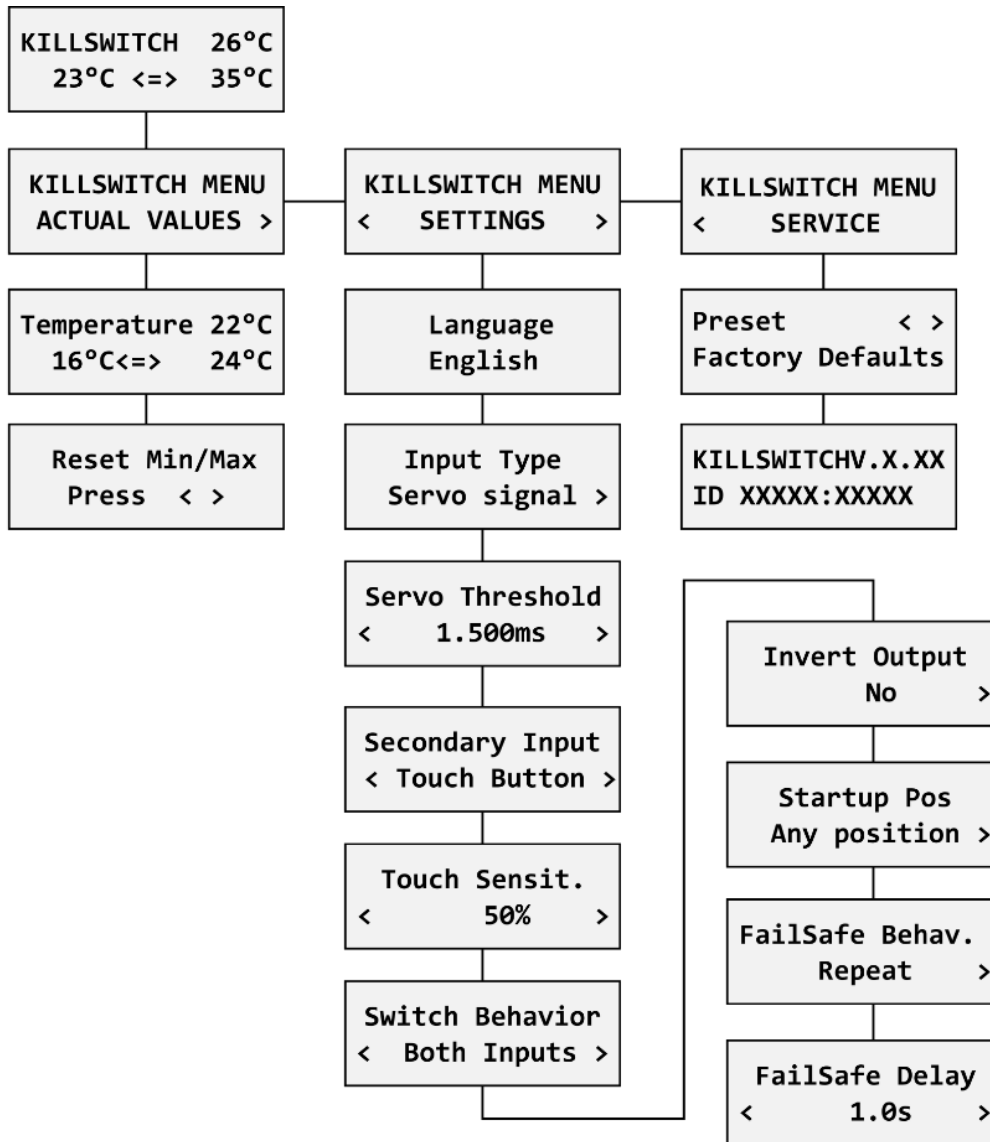 KILLSWITCH 26°C
23°C <=> 35°C
KILLSWITCH MENU
ACTUAL VALUES >
Temperature 22°C
16°C<=> 24°C
Reset Min/Max
Press < >
KILLSWITCH MENU
< SETTINGS >
Language
English
Input Type
Servo signal >
Servo Threshold
< 1.500ms >
Secondary Input
< Touch Button >
Touch Sensit.
< 50% >
Switch Behavior
< Both Inputs >
KILLSWITCH MENU
< SERVICE
Preset < >
Factory Defaults
KILLSWITCHV.X.XX
ID XXXXX:XXXXX
Invert Output
No >
Startup Pos
Any position >
FailSafe Behav.
Repeat >
FailSafe Delay
< 1.0s >